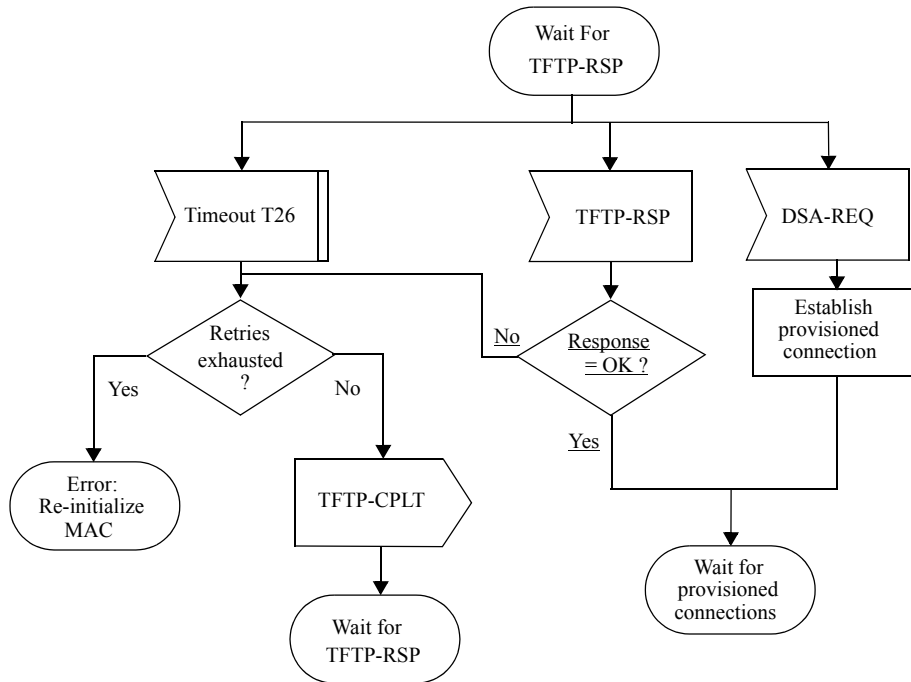 Wait For
TFTP-RSP
Timeout T26
TFTP-RSP
DSA-REQ
Retries
exhausted
?
Yes
No
No
Response
= OK ?
Yes
Establish
provisioned
connection
Error:
Re-initialize
MAC
TFTP-CPLT
Wait for
TFTP-RSP
Wait for
provisioned
connections